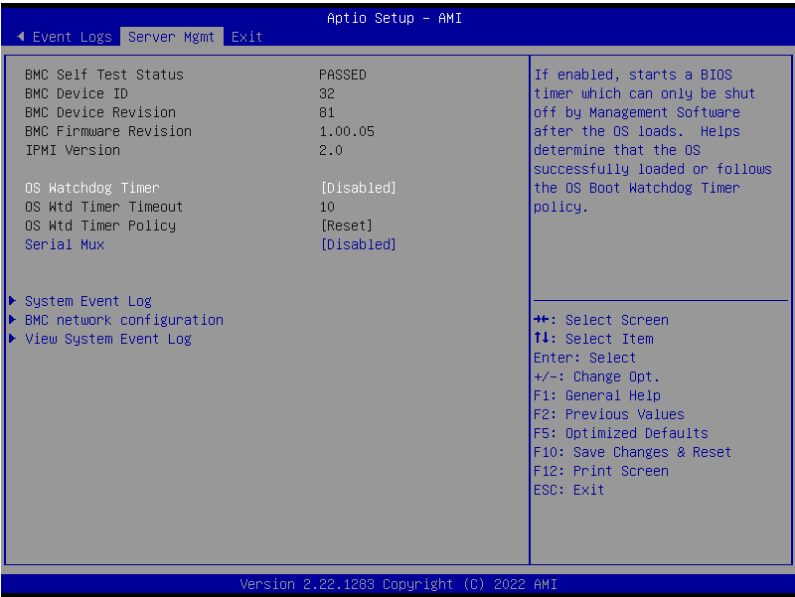 Aptio Setup – AMI
◄ Event Logs Server Mgmt Exit
BMC Self Test Status PASSED
BMC Device ID 32
BMC Device Revision 81
BMC Firmware Revision 1.00.05
IPMI Version 2.0
OS Watchdog Timer [Disabled]
OS Wtd Timer Timeout 10
OS Wtd Timer Policy [Reset]
Serial Mux [Disabled]
► System Event Log
► BMC network configuration
► View System Event Log
If enabled, starts a BIOS
timer which can only be shut
off by Management Software
after the OS loads. Helps
determine that the OS
successfully loaded or follows
the OS Boot Watchdog Timer
policy.
→←: Select Screen
↑↓: Select Item
Enter: Select
+/-: Change Opt.
F1: General Help
F2: Previous Values
F5: Optimized Defaults
F10: Save Changes & Reset
F12: Print Screen
ESC: Exit
Version 2.22.1283 Copyright (C) 2022 AMI